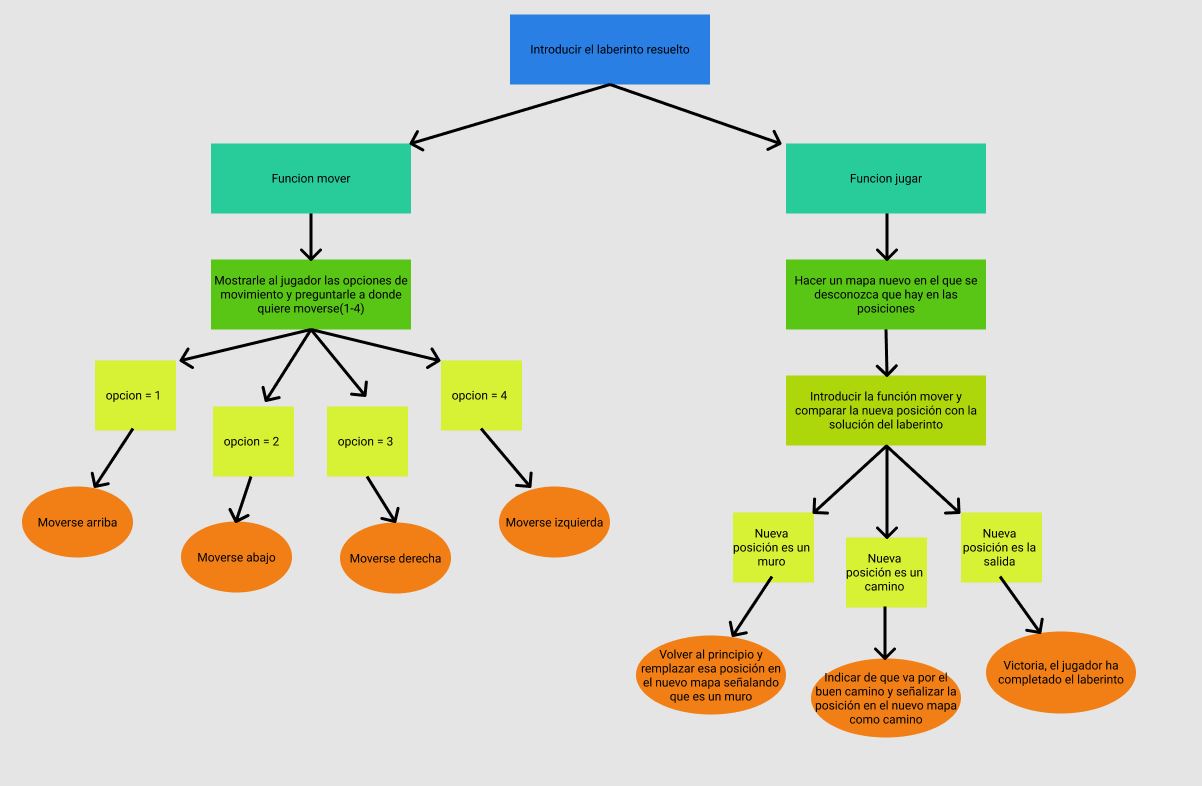 Introducir el laberinto resuelto
Funcion mover
Funcion jugar
Mostrarle al jugador las opciones de
movimiento y preguntarle a donde
quiere moverse(1-4)
Hacer un mapa nuevo en el que se
desconozca que hay en las
posiciones
opcion = 1
opcion = 2
opcion = 3
opcion = 4
Introducir la función mover y
comparar la nueva posición con la
solución del laberinto
Moverse arriba
Moverse abajo
Moverse derecha
Moverse izquierda
Nueva
posición es un
muro
Nueva
posición es un
camino
Nueva
posición es la
salida
Volver al principio y
remplazar esa posición en
el nuevo mapa señalando
que es un muro
Indicar de que va por el
buen camino y señalizar la
posición en el nuevo mapa
como camino
Victoria, el jugador ha
completado el laberinto